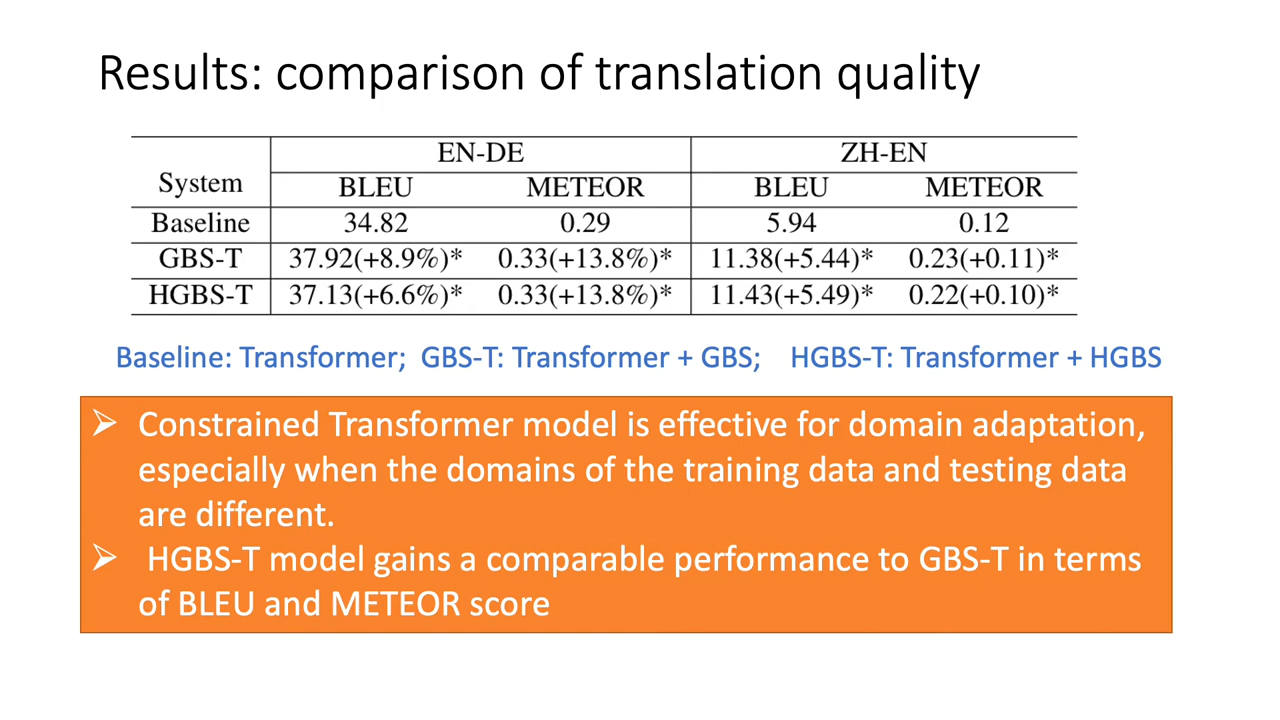 Results: comparison of translation quality
EN-DE ZH-EN
System BLEU METEOR BLEU METEOR
Baseline 34.82 0.29 5.94 0.12
GBS-T 37.92(+8.9%)* 0.33(+13.8%)* 11.38(+5.44)* 0.23(+0.11)*
HGBS-T 37.13(+6.6%)* 0.33(+13.8%)* 11.43(+5.49)* 0.22(+0.10)*
Baseline: Transformer; GBS-T: Transformer + GBS; HGBS-T: Transformer + HGBS
➢ Constrained Transformer model is effective for domain adaptation,
especially when the domains of the training data and testing data
are different.
➢ HGBS-T model gains a comparable performance to GBS-T in terms
of BLEU and METEOR score